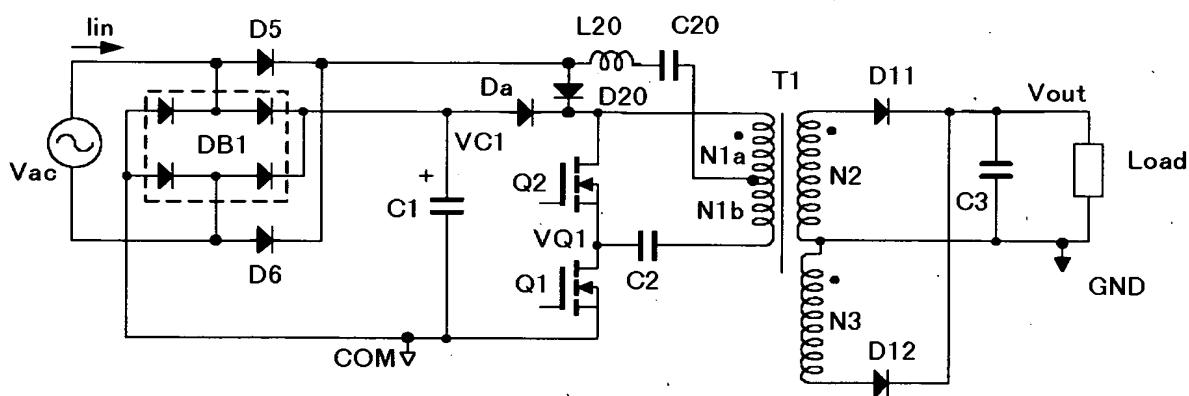 Iin
D5
L20
C20
Da
D20
T1
D11
Vout
DB1
VC1
Vac
Q2
N1a
N2
C3
Load
+
C1
N1b
VQ1
D6
Q1
C2
GND
N3
COM
D12